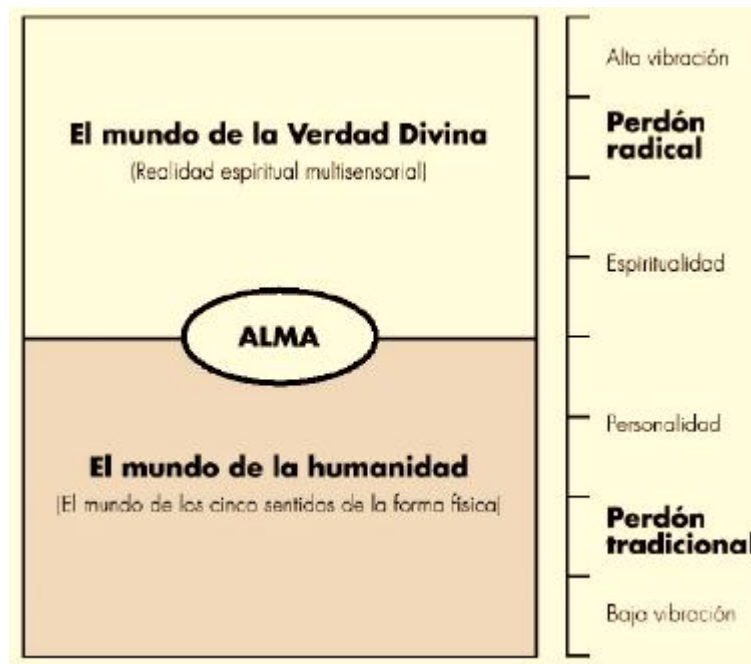 El mundo de la Verdad Divina
(Realidad espiritual multisensorial)
ALMA
El mundo de la humanidad
(El mundo de los cinco sentidos de la forma física)
Alta vibración
Perdón
radical
Espiritualidad
Personalidad
Perdón
tradicional
Baja vibración